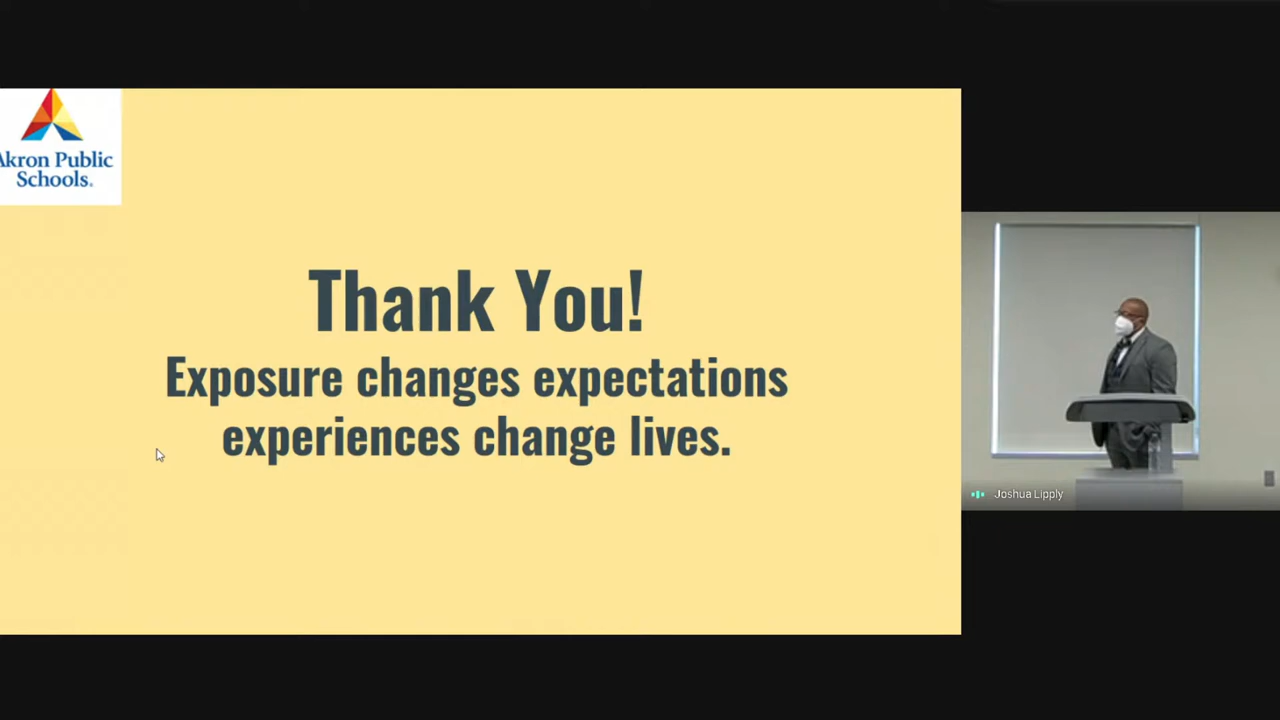 Akron Public
Schools.
Thank You!
Exposure changes expectations
experiences change lives.
Joshua Lipply